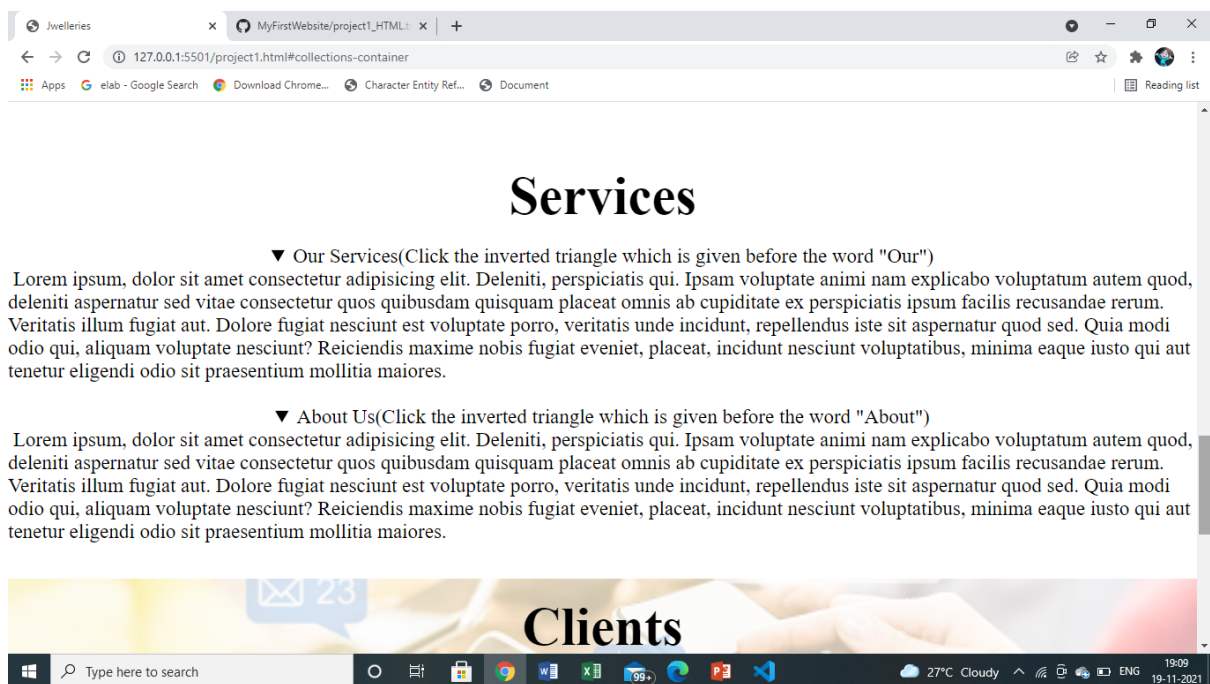 Jwelleries
MyFirstWebsite/project1_HTML.t
127.0.0.1:5501/project1.html#collections-container
Apps elab - Google Search Download Chrome... Character Entity Ref... Document Reading list
Services
▼ Our Services(Click the inverted triangle which is given before the word "Our")
Lorem ipsum, dolor sit amet consectetur adipisicing elit. Deleniti, perspiciatis qui. Ipsam voluptate animi nam explicabo voluptatum autem quod,
deleniti aspernatur sed vitae consectetur quos quibusdam quisquam placeat omnis ab cupiditate ex perspiciatis ipsum facilis recusandae rerum.
Veritatis illum fugiat aut. Dolore fugiat nesciunt est voluptate porro, veritatis unde incidunt, repellendus iste sit aspernatur quod sed. Quia modi
odio qui, aliquam voluptate nesciunt? Reiciendis maxime nobis fugiat eveniet, placeat, incidunt nesciunt voluptatibus, minima eaque iusto qui aut
tenetur eligendi odio sit praesentium mollitia maiores.
▼ About Us(Click the inverted triangle which is given before the word "About")
Lorem ipsum, dolor sit amet consectetur adipisicing elit. Deleniti, perspiciatis qui. Ipsam voluptate animi nam explicabo voluptatum autem quod,
deleniti aspernatur sed vitae consectetur quos quibusdam quisquam placeat omnis ab cupiditate ex perspiciatis ipsum facilis recusandae rerum.
Veritatis illum fugiat aut. Dolore fugiat nesciunt est voluptate porro, veritatis unde incidunt, repellendus iste sit aspernatur quod sed. Quia modi
odio qui, aliquam voluptate nesciunt? Reiciendis maxime nobis fugiat eveniet, placeat, incidunt nesciunt voluptatibus, minima eaque iusto qui aut
tenetur eligendi odio sit praesentium mollitia maiores.
23
Clients
Type here to search 99+ 27°C Cloudy ENG 19:09
19-11-2021